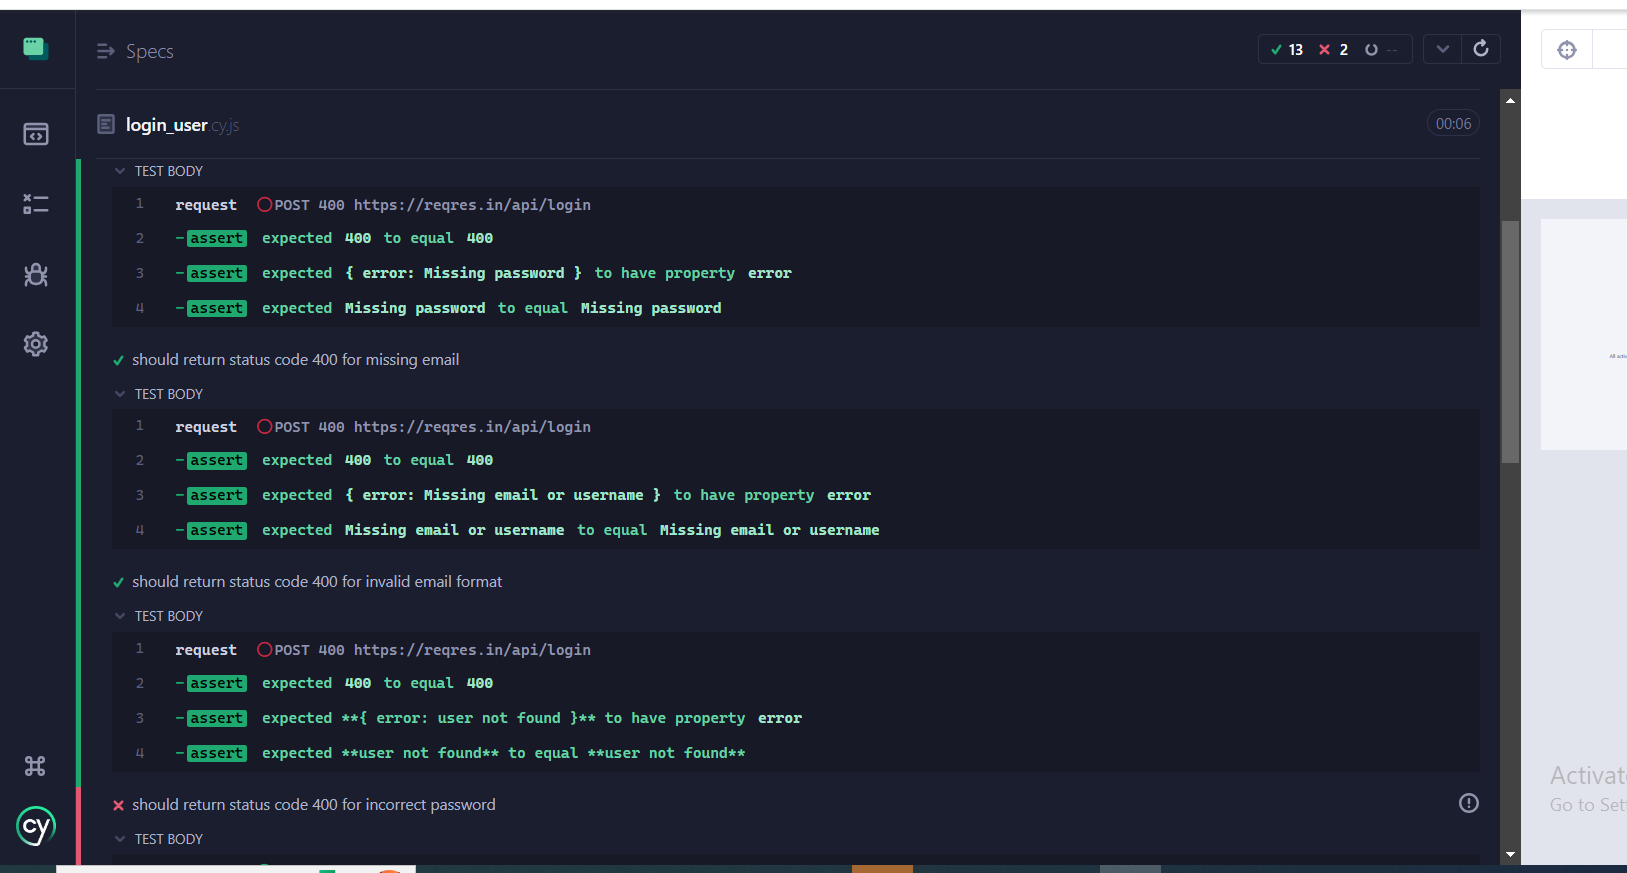 Specs
13 2 --
login_user.cy.js
00:06
TEST BODY
1 request POST 400 https://reqres.in/api/login
2 -assert expected 400 to equal 400
3 -assert expected { error: Missing password } to have property error
4 -assert expected Missing password to equal Missing password
should return status code 400 for missing email
TEST BODY
1 request POST 400 https://reqres.in/api/login
2 -assert expected 400 to equal 400
3 -assert expected { error: Missing email or username } to have property error
4 -assert expected Missing email or username to equal Missing email or username
should return status code 400 for invalid email format
TEST BODY
1 request POST 400 https://reqres.in/api/login
2 -assert expected 400 to equal 400
3 -assert expected **{ error: user not found }** to have property error
4 -assert expected **user not found** to equal **user not found**
should return status code 400 for incorrect password
TEST BODY
cy
All
Activat
Go to Set